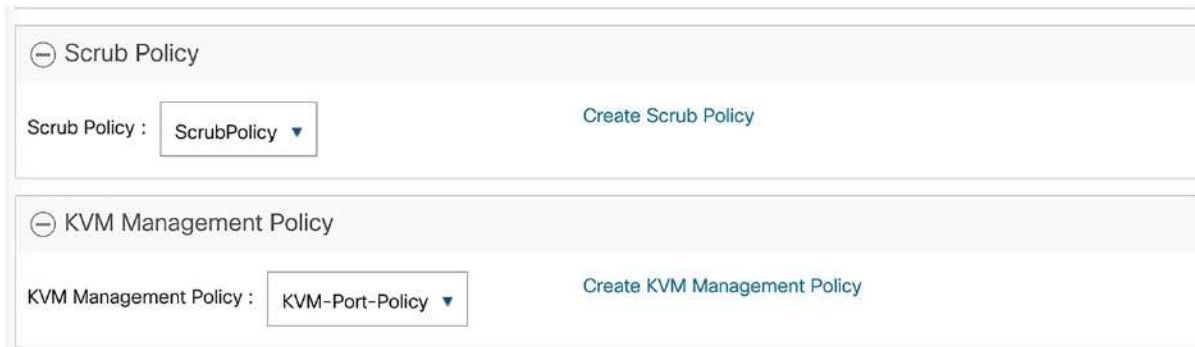 Scrub Policy
Scrub Policy : ScrubPolicy Create Scrub Policy
KVM Management Policy
KVM Management Policy : KVM-Port-Policy Create KVM Management Policy